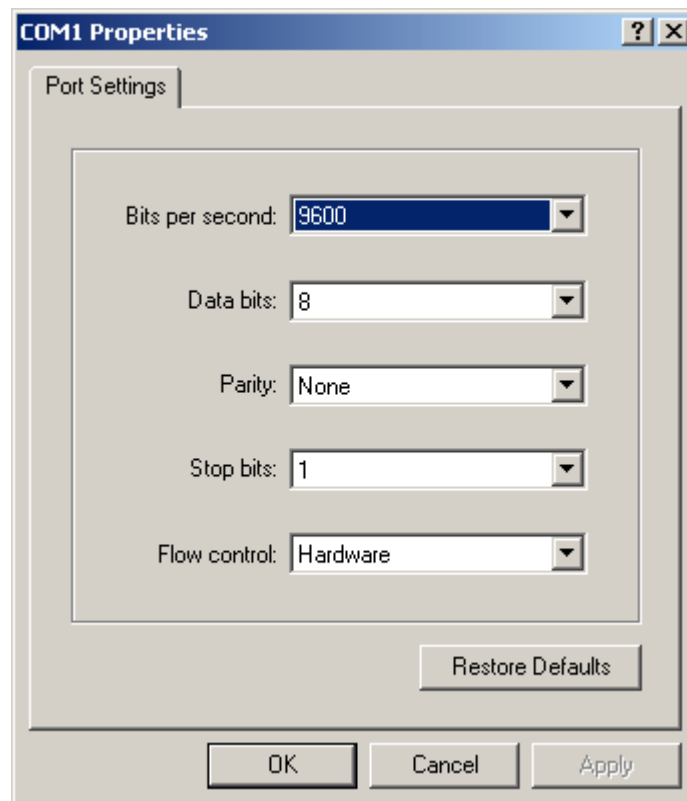 COM1 Properties
Port Settings
Bits per second: 9600
Data bits: 8
Parity: None
Stop bits: 1
Flow control: Hardware
Restore Defaults
OK Cancel Apply